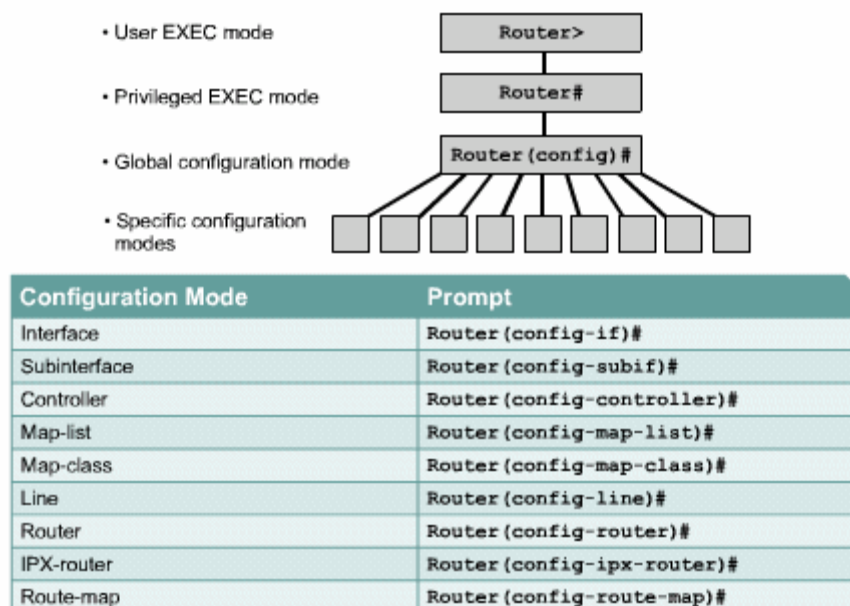 • User EXEC mode Router>
• Privileged EXEC mode Router#
• Global configuration mode Router(config)#
• Specific configuration
modes
Configuration Mode Prompt
Interface Router(config-if)#
Subinterface Router(config-subif)#
Controller Router(config-controller)#
Map-list Router(config-map-list)#
Map-class Router(config-map-class)#
Line Router(config-line)#
Router Router(config-router)#
IPX-router Router(config-ipx-router)#
Route-map Router(config-route-map)#